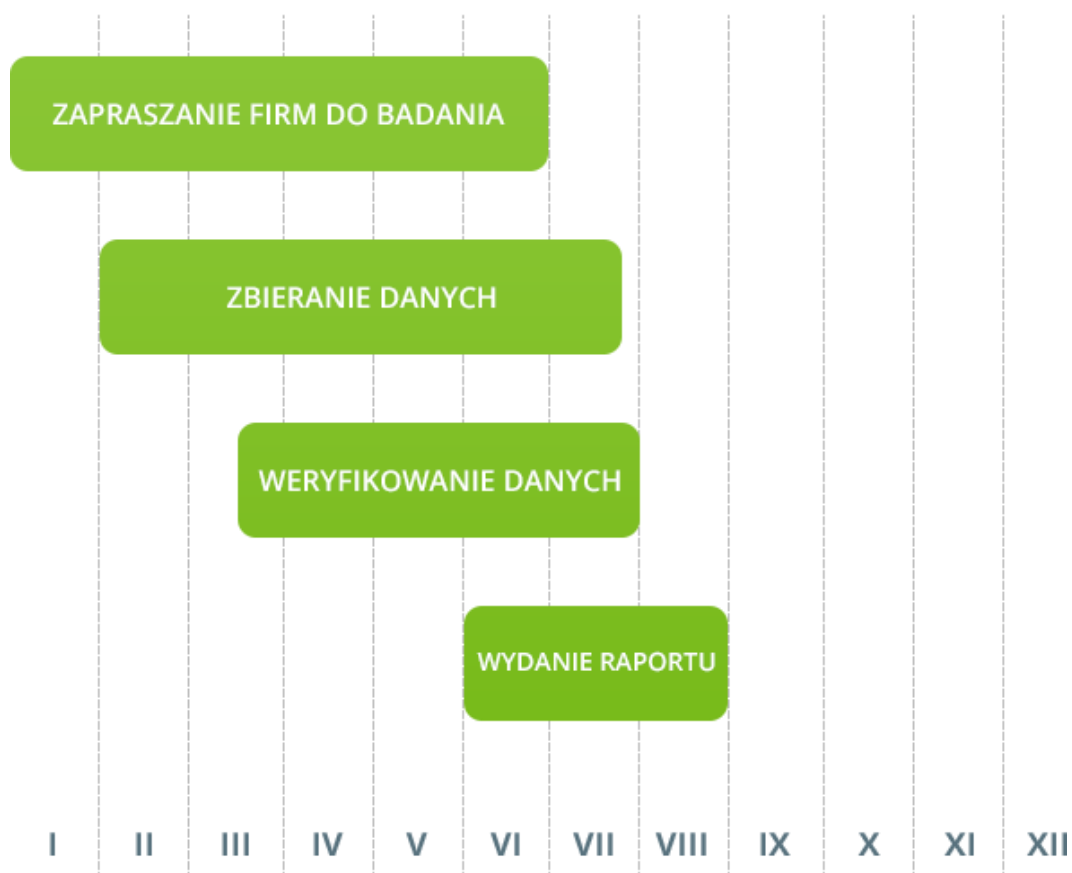 ZAPRASZANIE FIRM DO BADANIA
ZBIERANIE DANYCH
WERYFIKOWANIE DANYCH
WYDANIE RAPORTU
I II III IV V VI VII VIII IX X XI XII